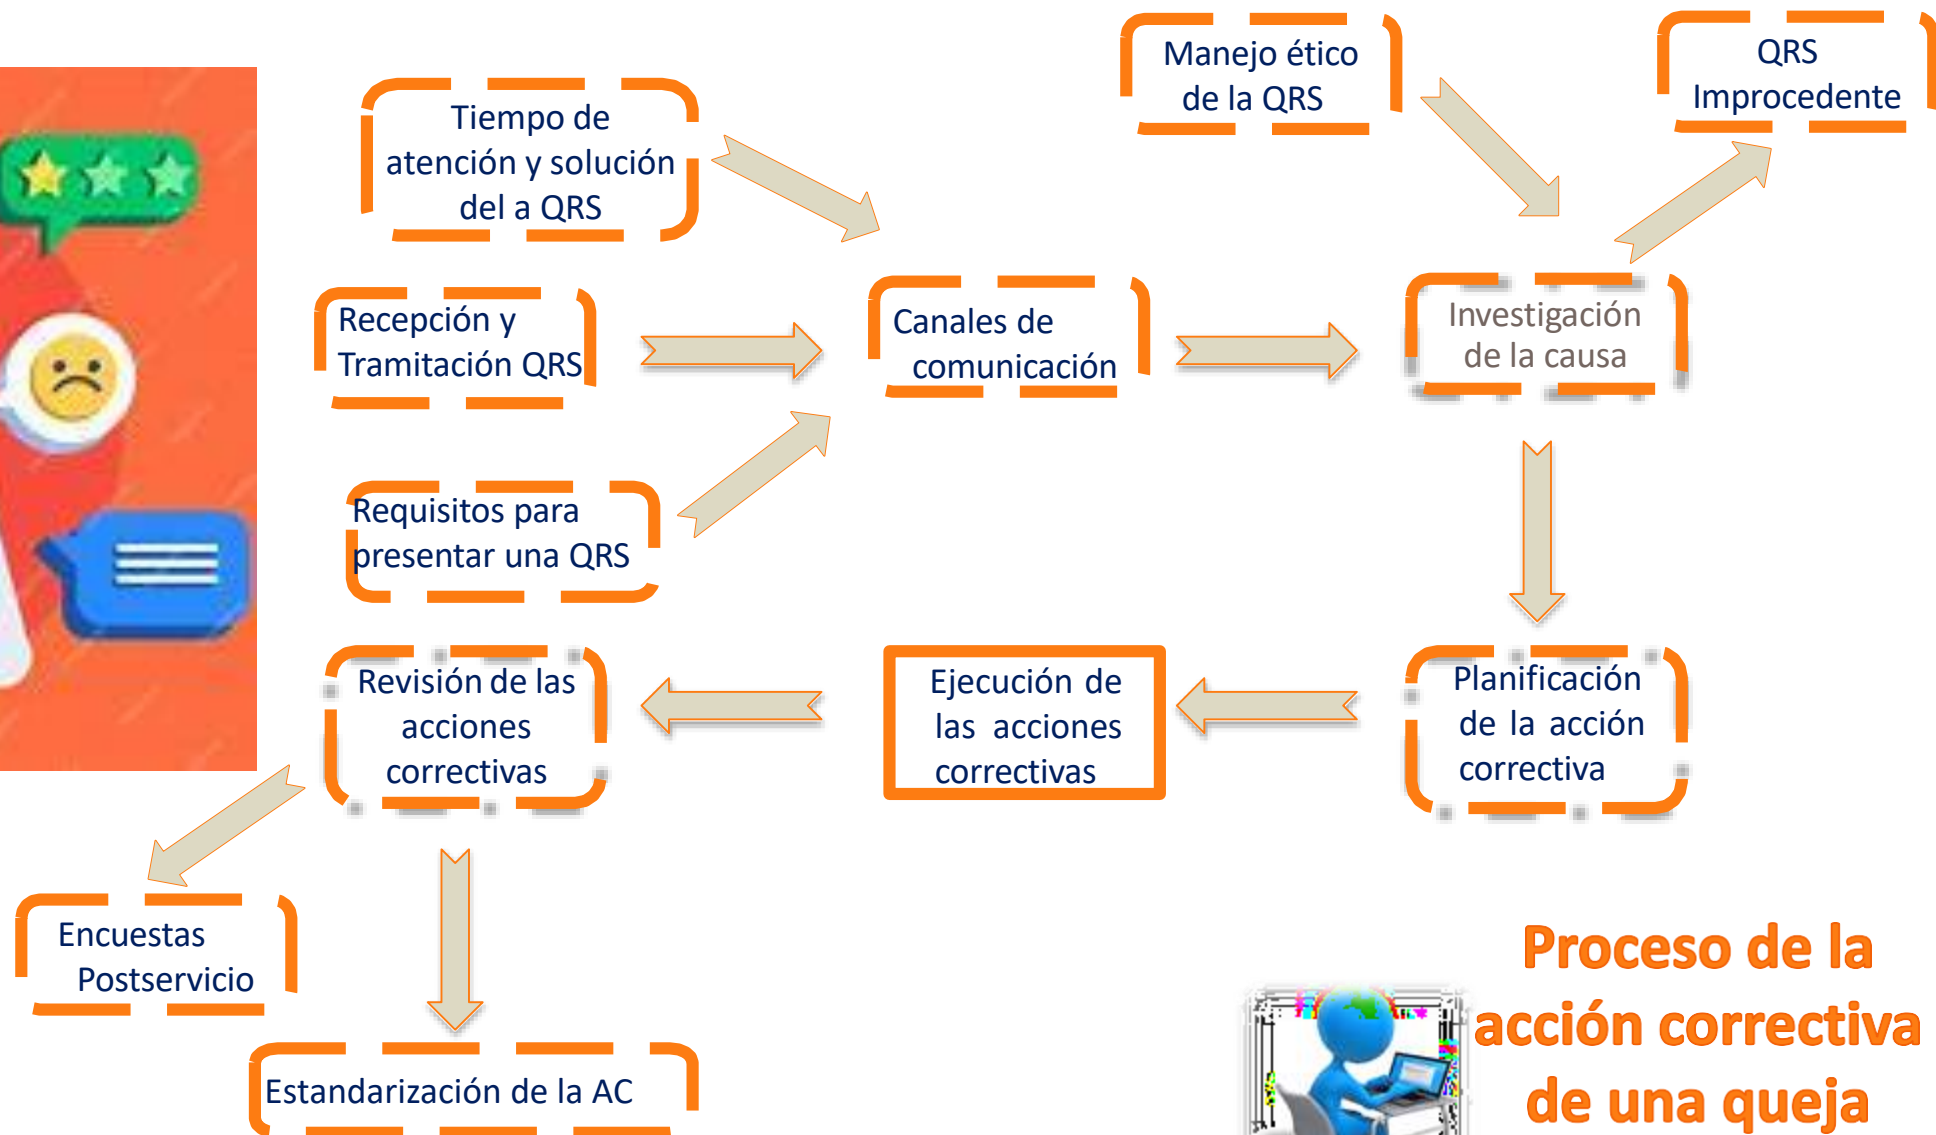 Manejo ético
de la QRS
QRS
Improcedente
Tiempo de
atención y solución
del a QRS
Recepción y
Tramitación QRS
Canales de
comunicación
Investigación
de la causa
Requisitos para
presentar una QRS
Revisión de las
acciones
correctivas
Ejecución de
las acciones
correctivas
Planificación
de la acción
correctiva
Encuestas
Postservicio
Estandarización de la AC
Proceso de la
acción correctiva
de una queja